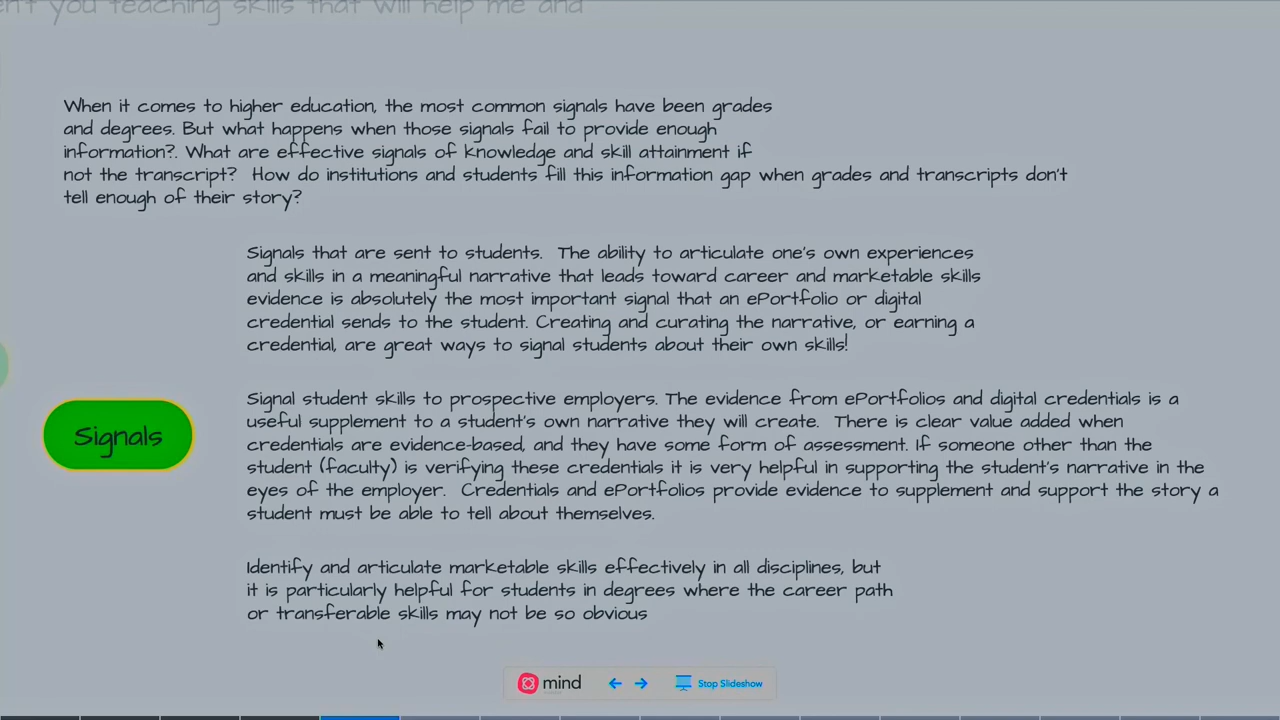 en't you teaching skills that will help me and
When it comes to higher education, the most common signals have been grades
and degrees. But what happens when those signals fail to provide enough
information?. What are effective signals of knowledge and skill attainment if
not the transcript?  How do institutions and students fill this information gap when grades and transcripts don't
tell enough of their story?
Signals that are sent to students.  The ability to articulate one's own experiences
and skills in a meaningful narrative that leads toward career and marketable skills
evidence is absolutely the most important signal that an ePortfolio or digital
credential sends to the student. Creating and curating the narrative, or earning a
credential, are great ways to signal students about their own skills!
Signals
Signal student skills to prospective employers. The evidence from ePortfolios and digital credentials is a
useful supplement to a student's own narrative they will create.  There is clear value added when
credentials are evidence-based, and they have some form of assessment. If someone other than the
student (faculty) is verifying these credentials it is very helpful in supporting the student's narrative in the
eyes of the employer.  Credentials and ePortfolios provide evidence to supplement and support the story a
student must be able to tell about themselves.
Identify and articulate marketable skills effectively in all disciplines, but
it is particularly helpful for students in degrees where the career path
or transferable skills may not be so obvious
mind
Stop Slideshow